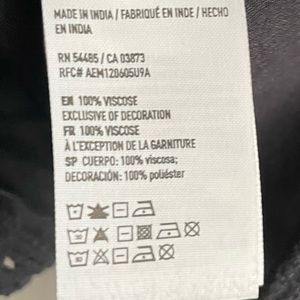 MADE IN INDIA / FABRIQUÉ EN INDE / HECHO
EN INDIA
RN 54485 / CA 03873
RFC# AEM128605U9A
EN 100% VISCOSE
EXCLUSIVE OF DECORATION
FR 100% VISCOSE
À L'EXCEPTION DE LA GARNITURE
SP CUERPO: 100% viscosa;
DECORACIÓN: 100% poliéster